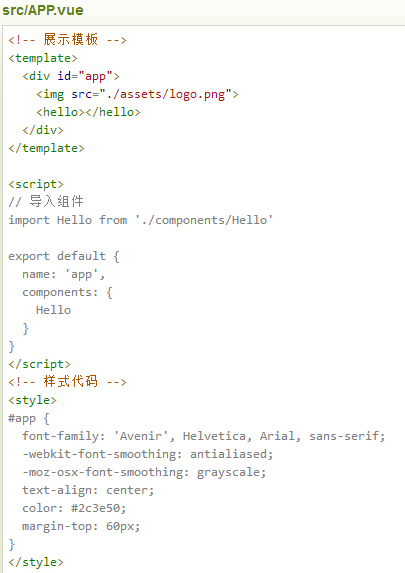 src/APP.vue
<!-- 展示模板 -->
<template>
  <div id="app">
    <img src="./assets/logo.png">
    <hello></hello>
  </div>
</template>

<script>
// 导入组件
import Hello from './components/Hello'

export default {
  name: 'app',
  components: {
    Hello
  }
}
</script>
<!-- 样式代码 -->
<style>
#app {
  font-family: 'Avenir', Helvetica, Arial, sans-serif;
  -webkit-font-smoothing: antialiased;
  -moz-osx-font-smoothing: grayscale;
  text-align: center;
  color: #2c3e50;
  margin-top: 60px;
}
</style>